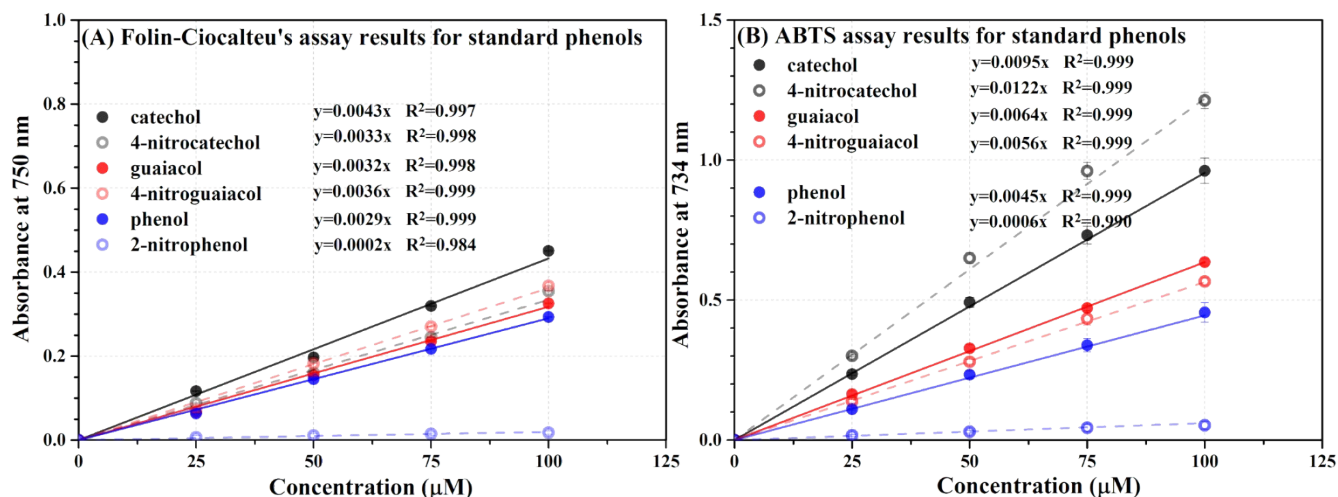 (A) Folin-Ciocalteu's assay results for standard phenols
catechol y=0.0043x R²=0.997
4-nitrocatechol y=0.0033x R²=0.998
guaiacol y=0.0032x R²=0.998
4-nitroguaiacol y=0.0036x R²=0.999
phenol y=0.0029x R²=0.999
2-nitrophenol y=0.0002x R²=0.984
Absorbance at 750 nm
1.0
0.8
0.6
0.4
0.2
0.0
0 25 50 75 100 125
Concentration (μM)
(B) ABTS assay results for standard phenols
catechol y=0.0095x R²=0.999
4-nitrocatechol y=0.0122x R²=0.999
guaiacol y=0.0064x R²=0.999
4-nitroguaiacol y=0.0056x R²=0.999
phenol y=0.0045x R²=0.999
2-nitrophenol y=0.0006x R²=0.990
Absorbance at 734 nm
1.5
1.0
0.5
0.0
0 25 50 75 100 125
Concentration (μM)